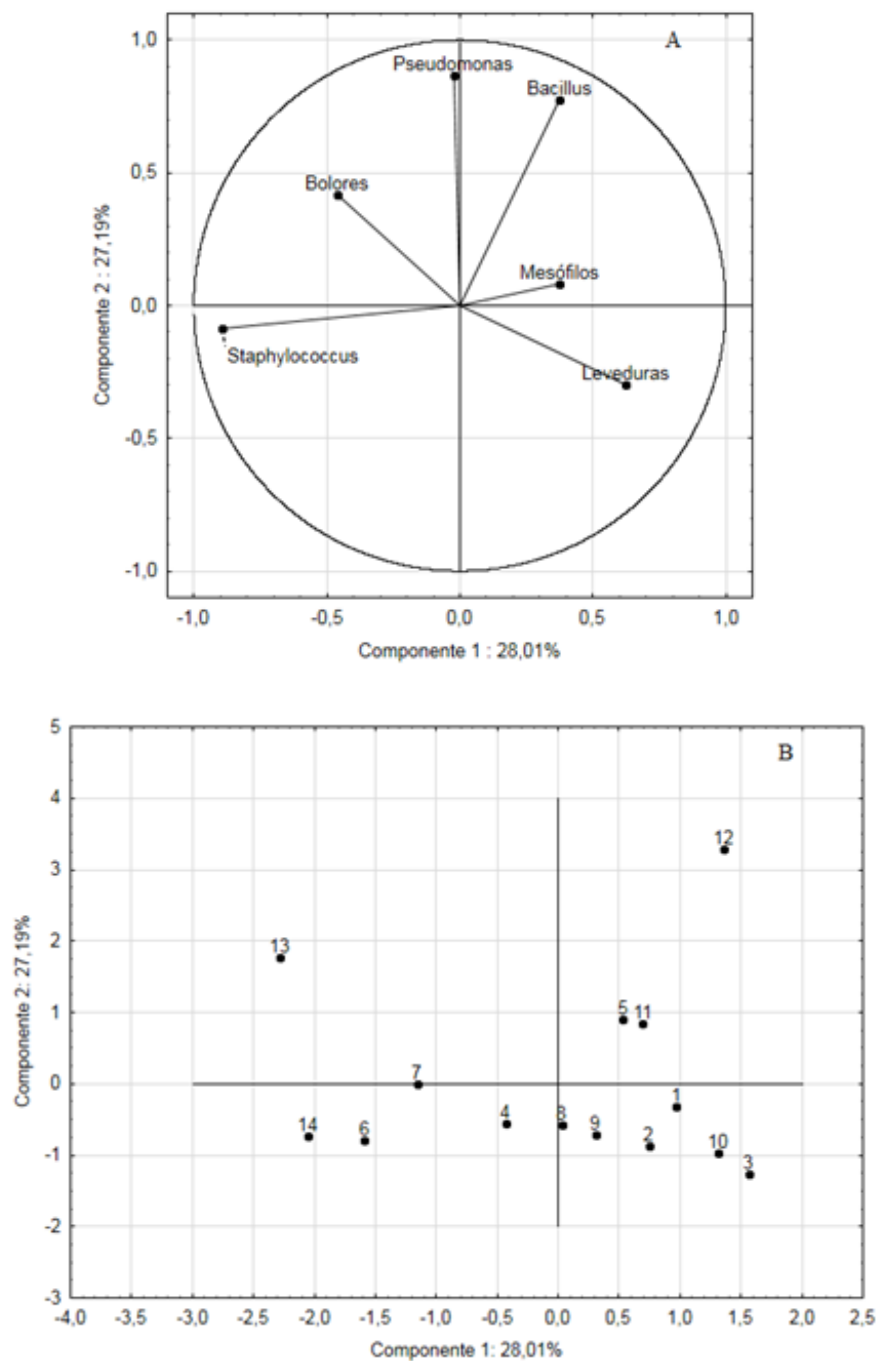 A
1,0
Pseudomonas
Bacillus
0,5
Bolores
Mesófilos
0,0
Staphylococcus
Leveduras
-0,5
-1,0
Componente 2 : 27,19%
-1,0 -0,5 0,0 0,5 1,0
Componente 1 : 28,01%
B
5
4
12
3
2
13
5 11
1
7
0
1
14 6 4 8 9 2 10 3
-1
-2
-3
Componente 2: 27,19%
-4,0 -3,5 -3,0 -2,5 -2,0 -1,5 -1,0 -0,5 0,0 0,5 1,0 1,5 2,0 2,5
Componente 1: 28,01%